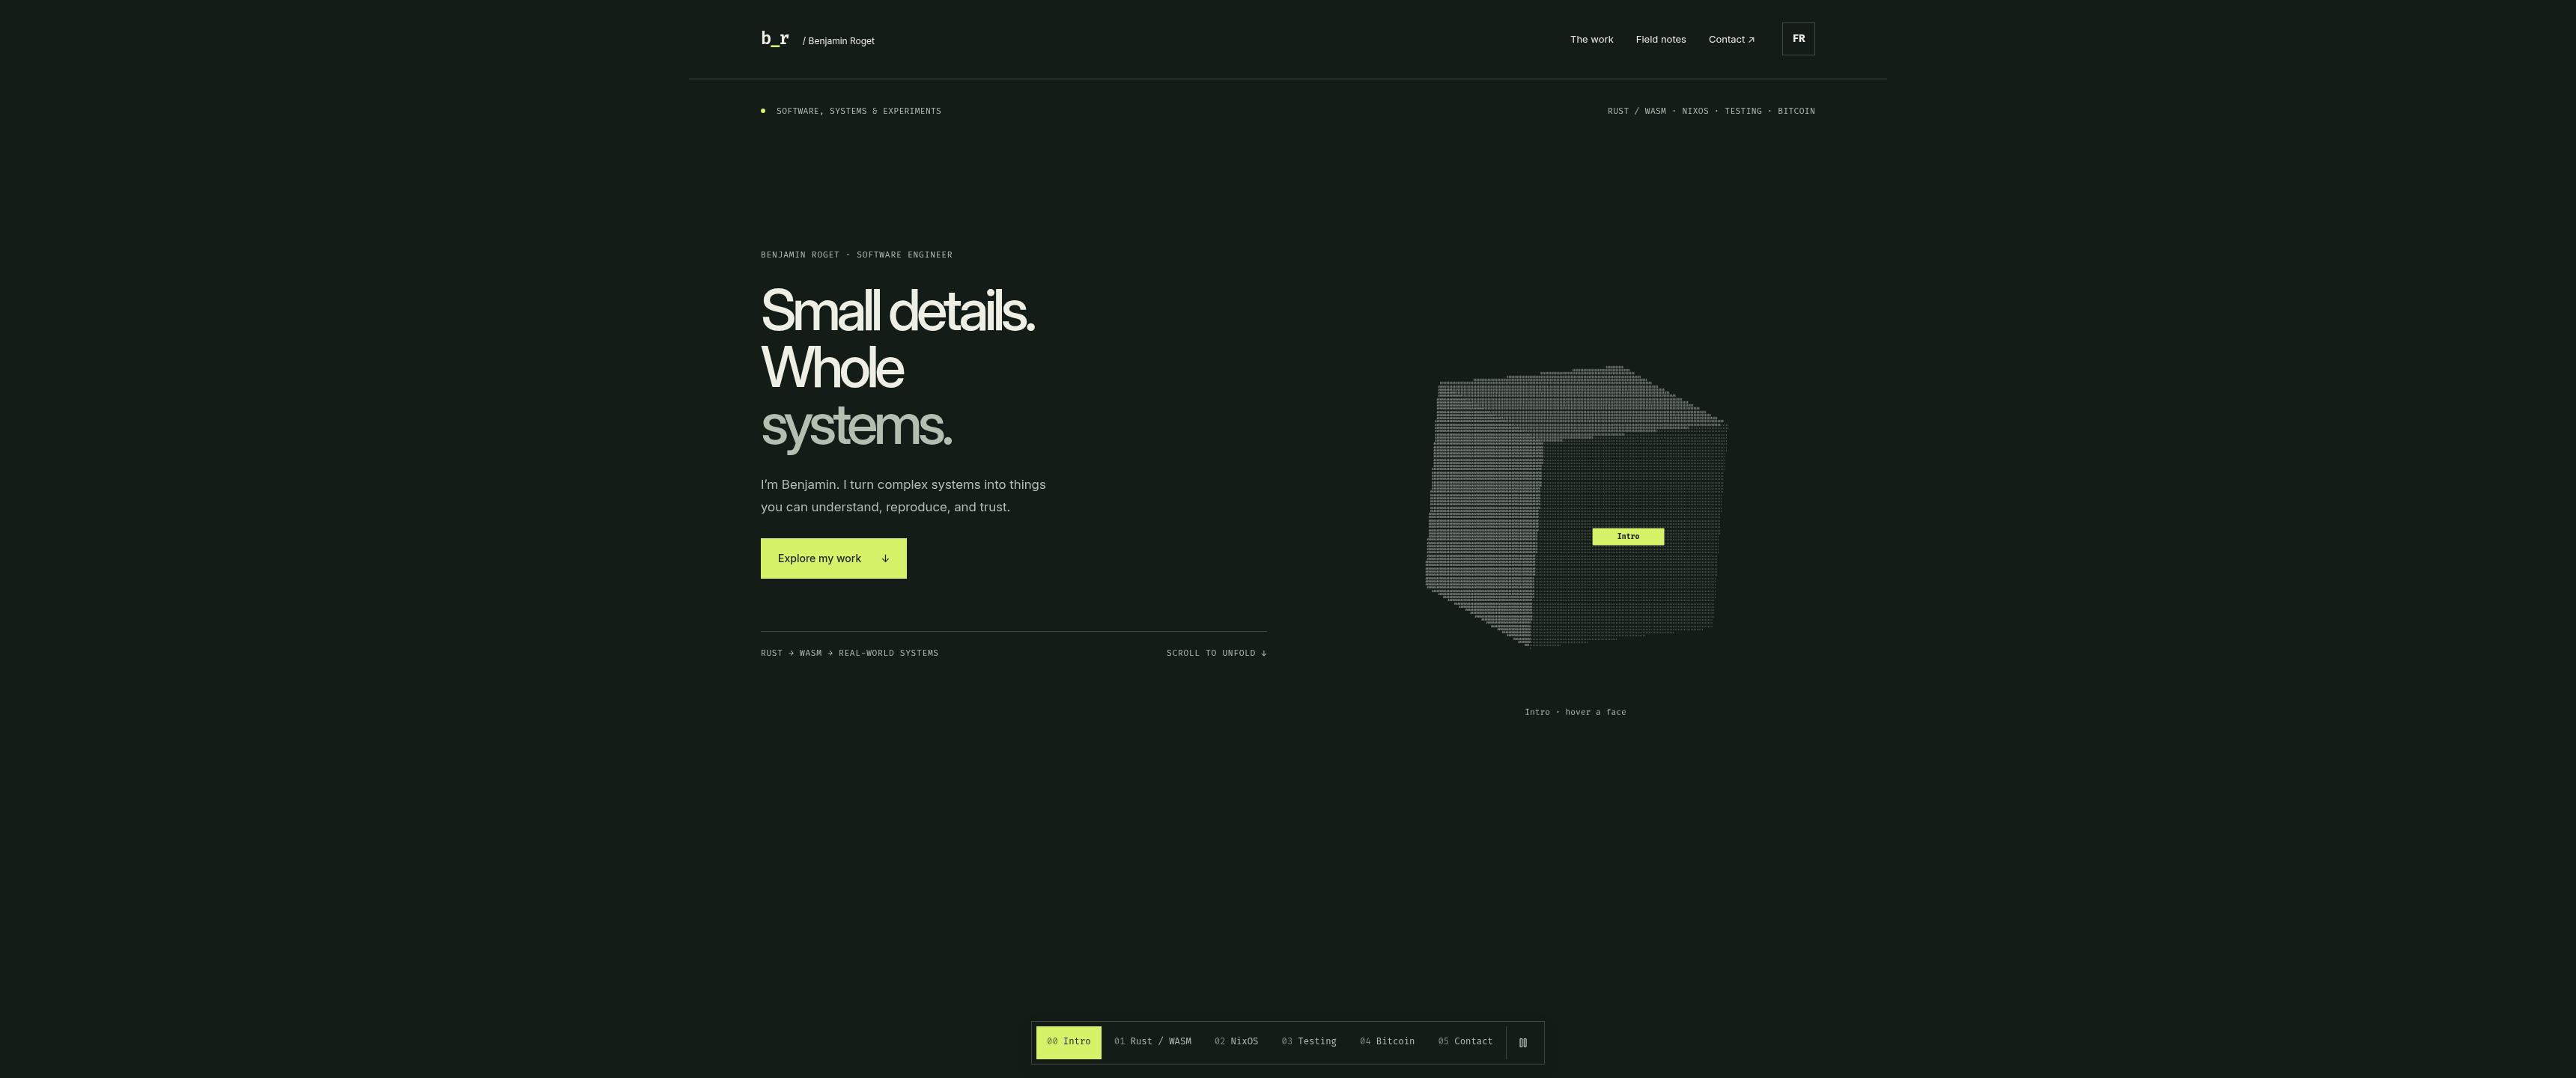 b_r / Benjamin Roget
The work Field notes Contact ↗ FR
SOFTWARE, SYSTEMS & EXPERIMENTS
RUST / WASM · NIXOS · TESTING · BITCOIN
BENJAMIN ROGET · SOFTWARE ENGINEER
Small details.
Whole
systems.
I’m Benjamin. I turn complex systems into things
you can understand, reproduce, and trust.
Explore my work ↓
RUST → WASM → REAL-WORLD SYSTEMS
SCROLL TO UNFOLD ↓
Intro
Intro · hover a face
00 Intro 01 Rust / WASM 02 NixOS 03 Testing 04 Bitcoin 05 Contact